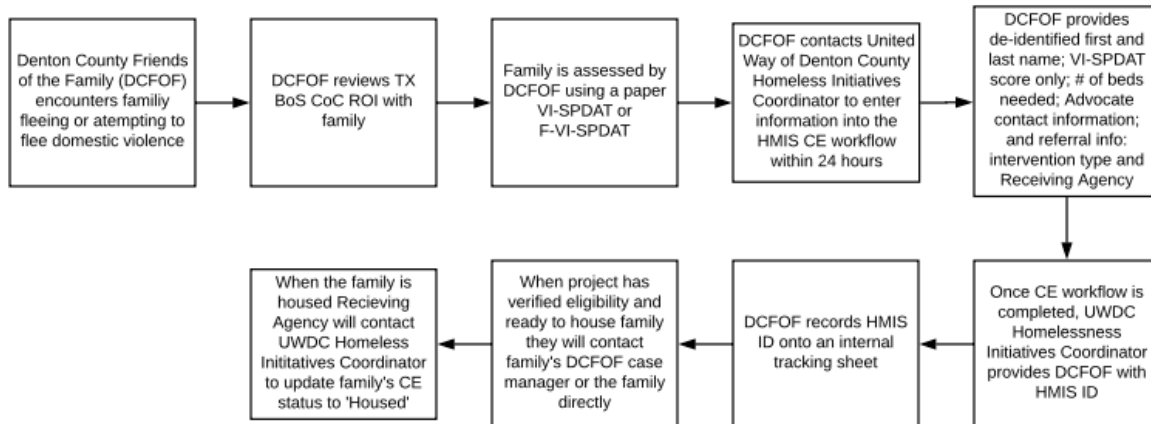 Denton County Friends
of the Family (DCFOF)
encounters familiy
fleeing or atempting to
flee domestic violence
DCFOF reviews TX
BoS CoC ROI with
family
Family is assessed by
DCFOF using a paper
VI-SPDAT or
F-VI-SPDAT
DCFOF contacts United
Way of Denton County
Homeless Initiatives
Coordinator to enter
information into the
HMIS CE workflow
within 24 hours
DCFOF provides
de-identified first and
last name; VI-SPDAT
score only; # of beds
needed; Advocate
contact information;
and referral info:
intervention type and
Receiving Agency
Once CE workflow is
completed, UWDC
Homelessness
Initiatives Coordinator
provides DCFOF with
HMIS ID
DCFOF records HMIS
ID onto an internal
tracking sheet
When project has
verified eligibility and
ready to house family
they will contact
family's DCFOF case
manager or the family
directly
When the family is
housed Recieving
Agency will contact
UWDC Homeless
Inititatives Coordinator
to update family's CE
status to 'Housed'